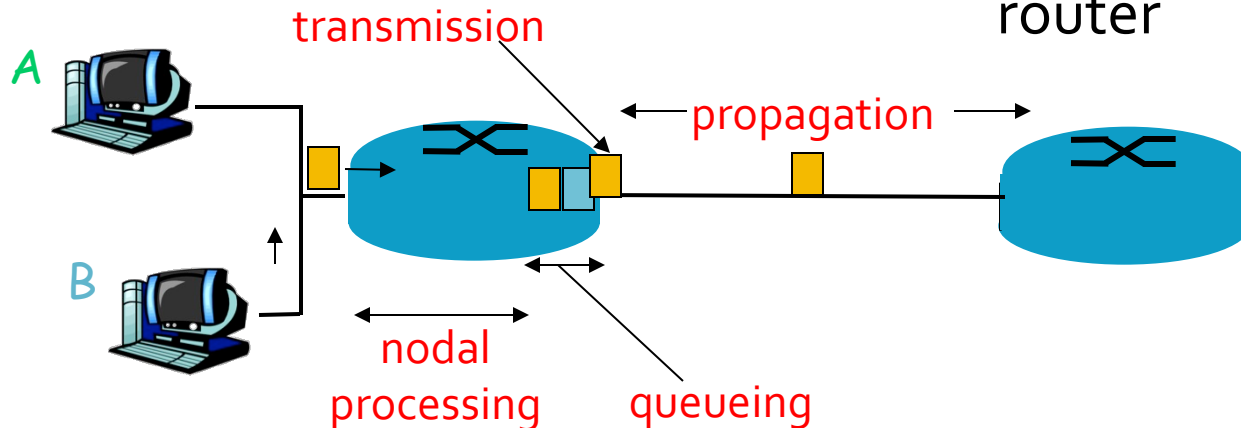 router
transmission
A
propagation
B
nodal
processing
queueing